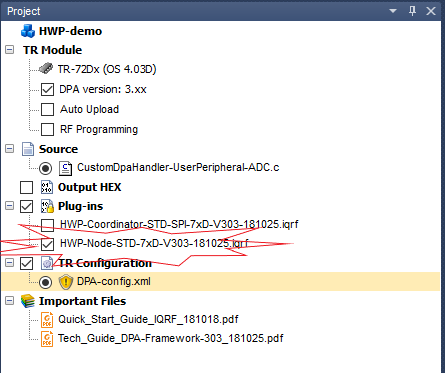 Project
HWP-demo
TR Module
TR-72Dx (OS 4.03D)
DPA version: 3.xx
Auto Upload
RF Programming
Source
CustomDpaHandler-UserPeripheral-ADC.c
Output HEX
Plug-ins
HWP-Coordinator-STD-SPI-7xD-V303-181025.iqrf
HWP-Node-STD-7xD-V303-181025.iqrf
TR Configuration
DPA-config.xml
Important Files
Quick_Start_Guide_IQRF_181018.pdf
Tech_Guide_DPA-Framework-303_181025.pdf